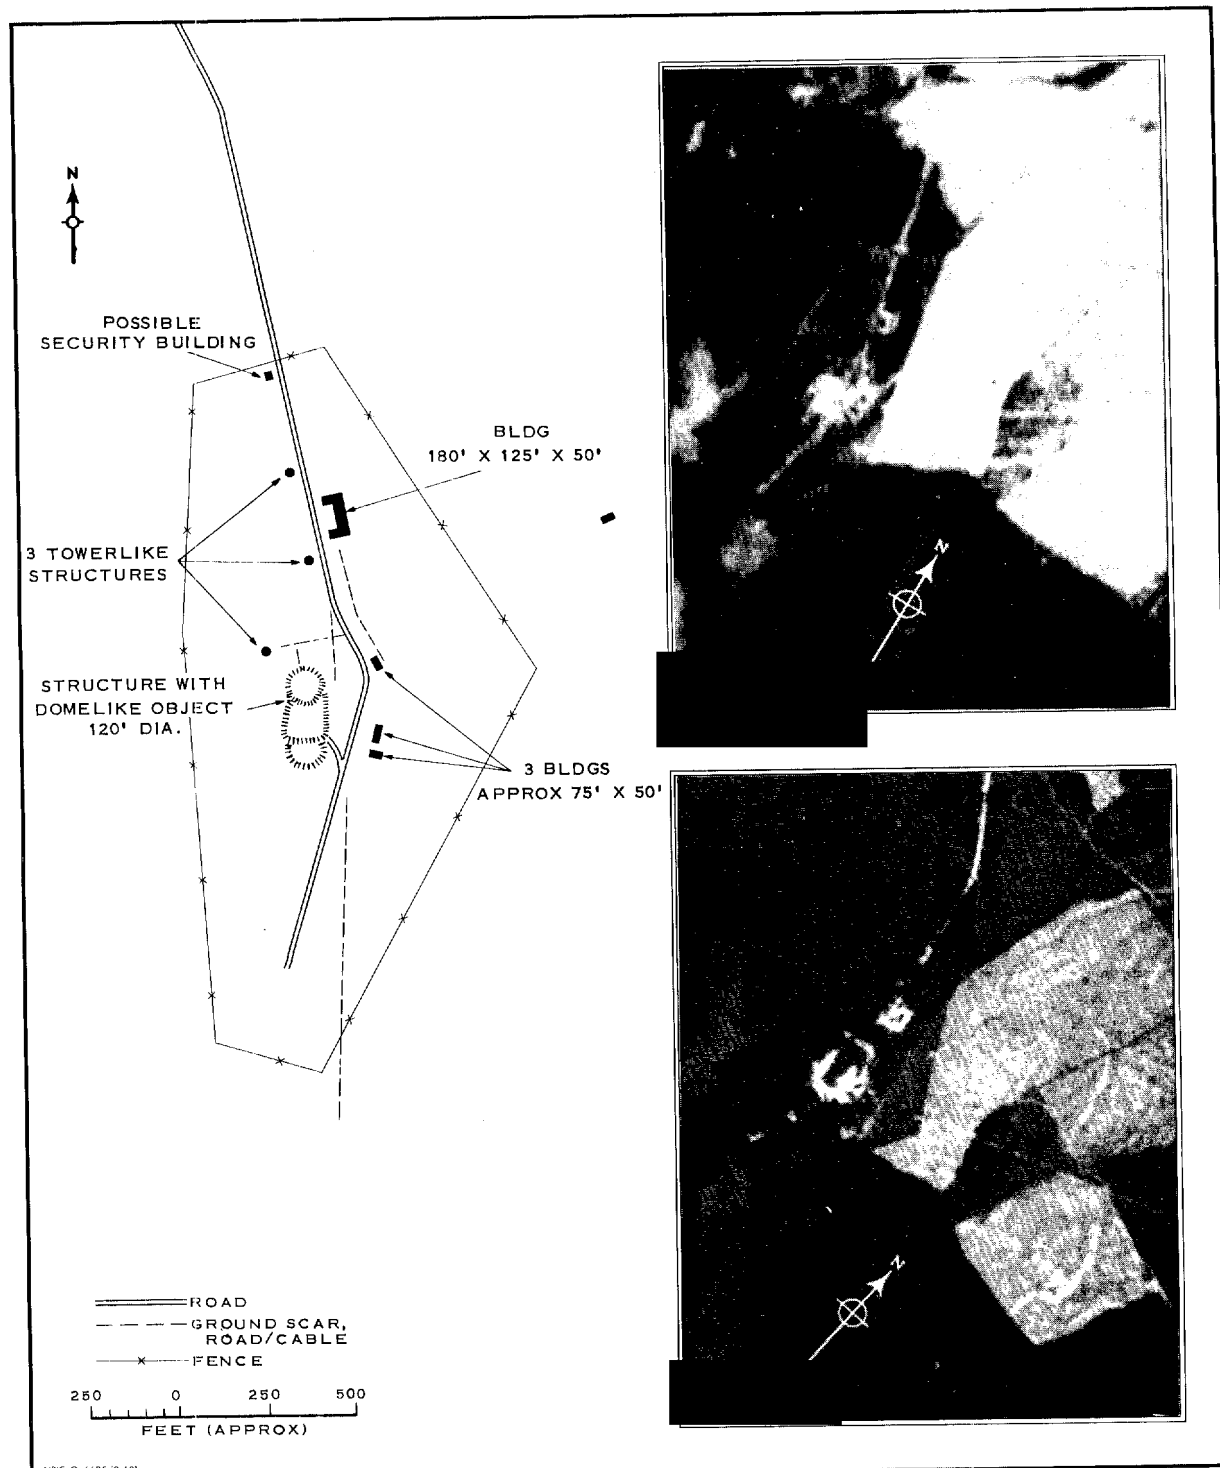 N
POSSIBLE
SECURITY BUILDING
BLDG
180' X 125' X 50'
3 TOWERLIKE
STRUCTURES
STRUCTURE WITH
DOMELIKE OBJECT
120' DIA.
3 BLDGS
APPROX 75' X 50'
ROAD
GROUND SCAR,
ROAD/CABLE
FENCE
250 0 250 500
FEET (APPROX)
N
N